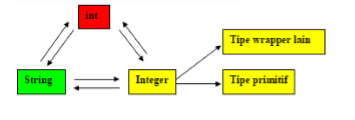 int
Tipe wrapper lain
String
Integer
Tipe primitif